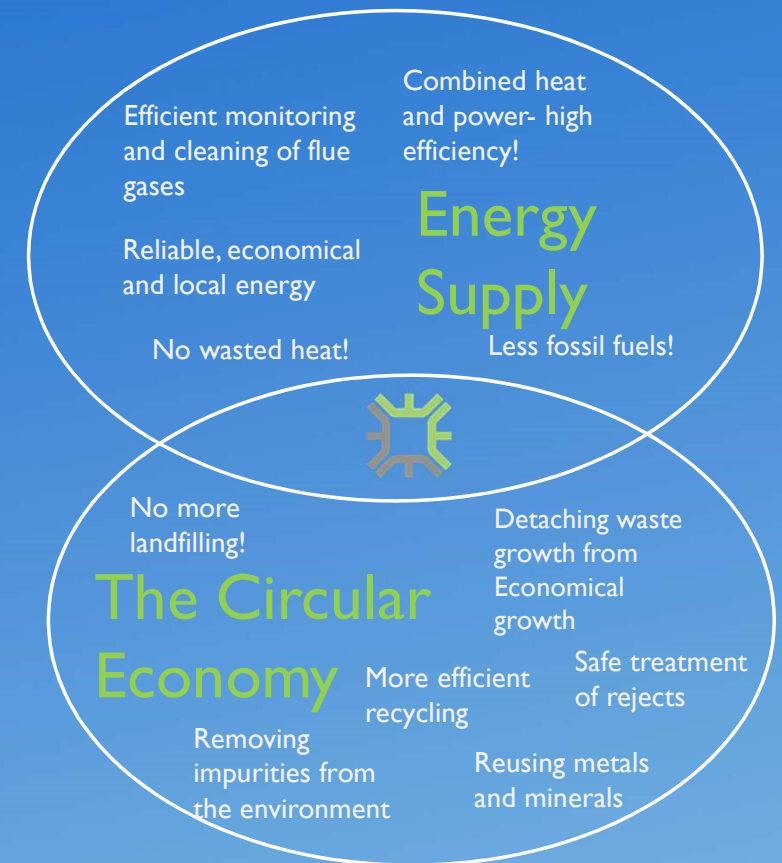 Combined heat
and power- high
efficiency!
Efficient monitoring
and cleaning of flue
gases
Energy
Supply
Reliable, economical
and local energy
No wasted heat!
Less fossil fuels!
No more
landfilling!
Detaching waste
growth from
Economical
growth
The Circular
Economy
More efficient
recycling
Safe treatment
of rejects
Removing
impurities from
the environment
Reusing metals
and minerals